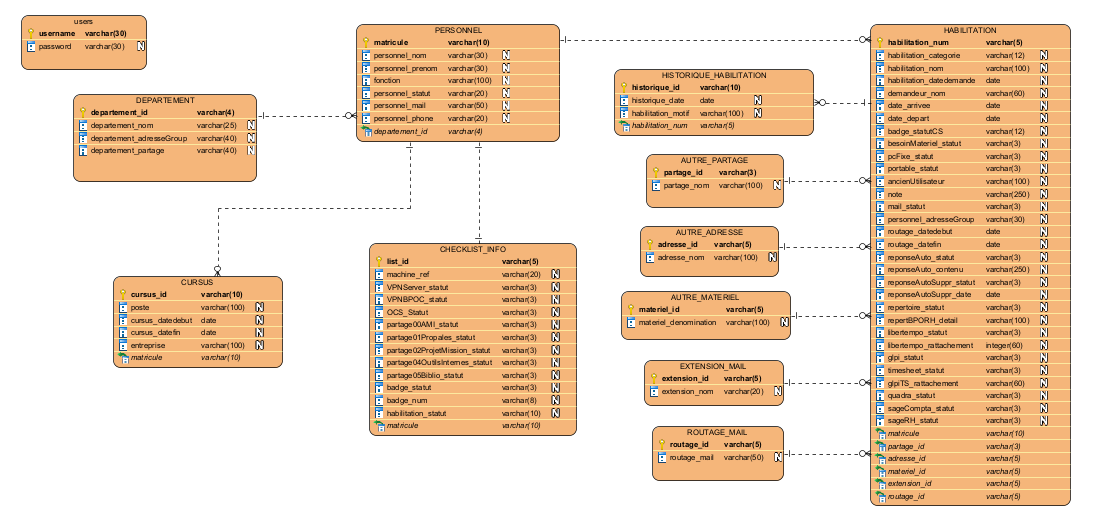 users
username varchar(30)
password varchar(30) N
DEPARTEMENT
departement_id varchar(4)
departement_nom varchar(25) N
departement_adresseGroup varchar(40) N
departement_partage varchar(40) N
PERSONNEL
matricule varchar(10)
personnel_nom varchar(30) N
personnel_prenom varchar(30) N
fonction varchar(100) N
personnel_statut varchar(20) N
personnel_mail varchar(50) N
personnel_phone varchar(20) N
departement_id varchar(4)
CURSUS
cursus_id varchar(10)
poste varchar(100) N
cursus_datedebut date N
cursus_datefin date N
entreprise varchar(100) N
matricule varchar(10)
CHECKLIST_INFO
list_id varchar(5)
machine_ref varchar(20) N
VPNServer_statut varchar(3) N
VPNBPOC_statut varchar(3) N
OCS_Statut varchar(3) N
partage00AMI_statut varchar(3) N
partage01Propales_statut varchar(3) N
partage02ProjetMission_statut varchar(3) N
partage04OutilsInternes_statut varchar(3) N
partage05Biblio_statut varchar(3) N
badge_statut varchar(3) N
badge_num varchar(8) N
habilitation_statut varchar(10) N
matricule varchar(10)
HISTORIQUE_HABILITATION
historique_id varchar(10)
historique_date date N
habilitation_motif varchar(100) N
habilitation_num varchar(5)
AUTRE_PARTAGE
partage_id varchar(3)
partage_nom varchar(100) N
AUTRE_ADRESSE
adresse_id varchar(5)
adresse_nom varchar(100) N
AUTRE_MATERIEL
materiel_id varchar(5)
materiel_denomination varchar(100) N
EXTENSION_MAIL
extension_id varchar(5)
extension_nom varchar(20) N
ROUTAGE_MAIL
routage_id varchar(5)
routage_mail varchar(50) N
HABILITATION
habilitation_num varchar(5)
habilitation_categorie varchar(12) N
habilitation_nom varchar(100) N
habilitation_datedemande date N
demandeur_nom varchar(60) N
date_arrivee date N
date_depart date N
badge_statutCS varchar(12) N
besoinMateriel_statut varchar(3) N
pcFixe_statut varchar(3) N
portable_statut varchar(3) N
ancienUtilisateur varchar(100) N
note varchar(250) N
mail_statut varchar(3) N
personnel_adresseGroup varchar(30) N
routage_datedebut date N
routage_datefin date N
reponseAuto_statut varchar(3) N
reponseAuto_contenu varchar(250) N
reponseAutoSuppr_statut varchar(3) N
reponseAutoSuppr_date date N
repertoire_statut varchar(3) N
repertBPORH_detail varchar(100) N
libertempo_statut varchar(3) N
libertempo_rattachement integer(60) N
glpi_statut varchar(3) N
timesheet_statut varchar(3) N
glpiTS_rattachement varchar(60) N
quadra_statut varchar(3) N
sageCompta_statut varchar(3) N
sageRH_statut varchar(3) N
matricule varchar(10)
partage_id varchar(3)
adresse_id varchar(5)
materiel_id varchar(5)
extension_id varchar(5)
routage_id varchar(5)